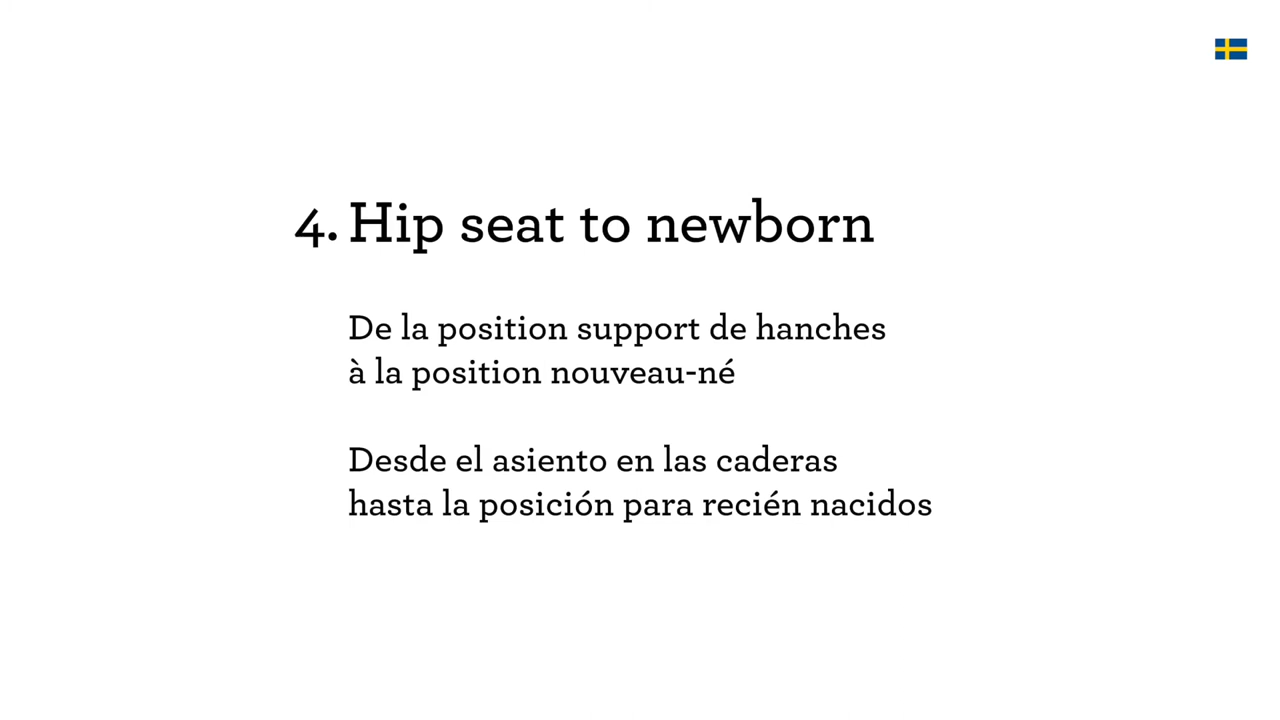 4. Hip seat to newborn
De la position support de hanches
à la position nouveau-né
Desde el asiento en las caderas
hasta la posición para recién nacidos